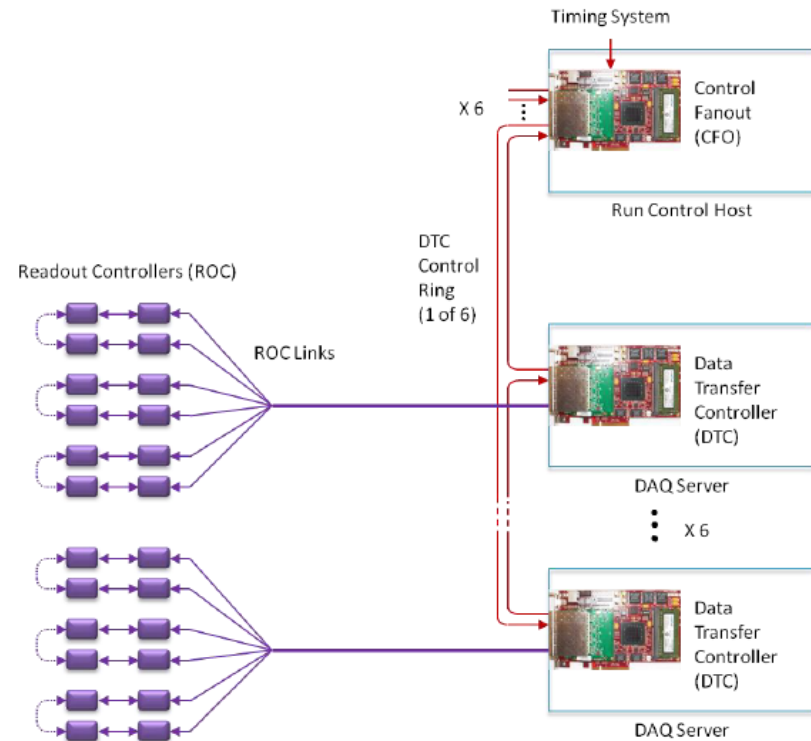 Timing System
X 6
Control
Fanout
(CFO)
Run Control Host
DTC
Control
Ring
(1 of 6)
Readout Controllers (ROC)
ROC Links
Data
Transfer
Controller
(DTC)
DAQ Server
X 6
Data
Transfer
Controller
(DTC)
DAQ Server